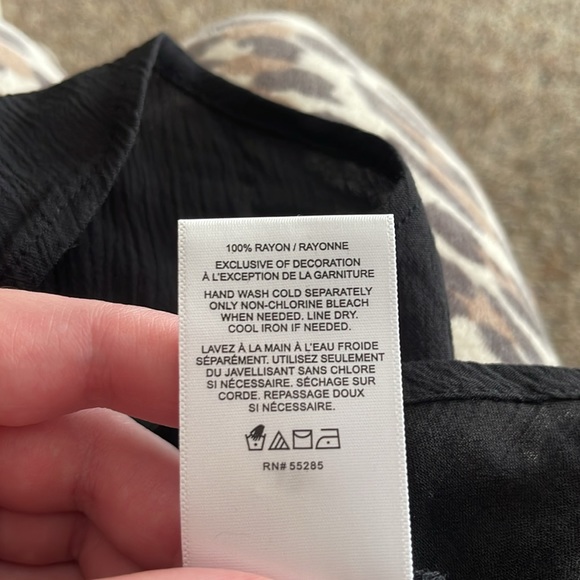 100% RAYON / RAYONNE
EXCLUSIVE OF DECORATION
À L'EXCEPTION DE LA GARNITURE
HAND WASH COLD SEPARATELY
ONLY NON-CHLORINE BLEACH
WHEN NEEDED. LINE DRY.
COOL IRON IF NEEDED.
LAVEZ À LA MAIN À L'EAU FROIDE
SÉPARÉMENT. UTILISEZ SEULEMENT
DU JAVELLISANT SANS CHLORE
SI NÉCESSAIRE. SÉCHAGE SUR
CORDE. REPASSAGE DOUX
SI NÉCESSAIRE.
RN# 55285